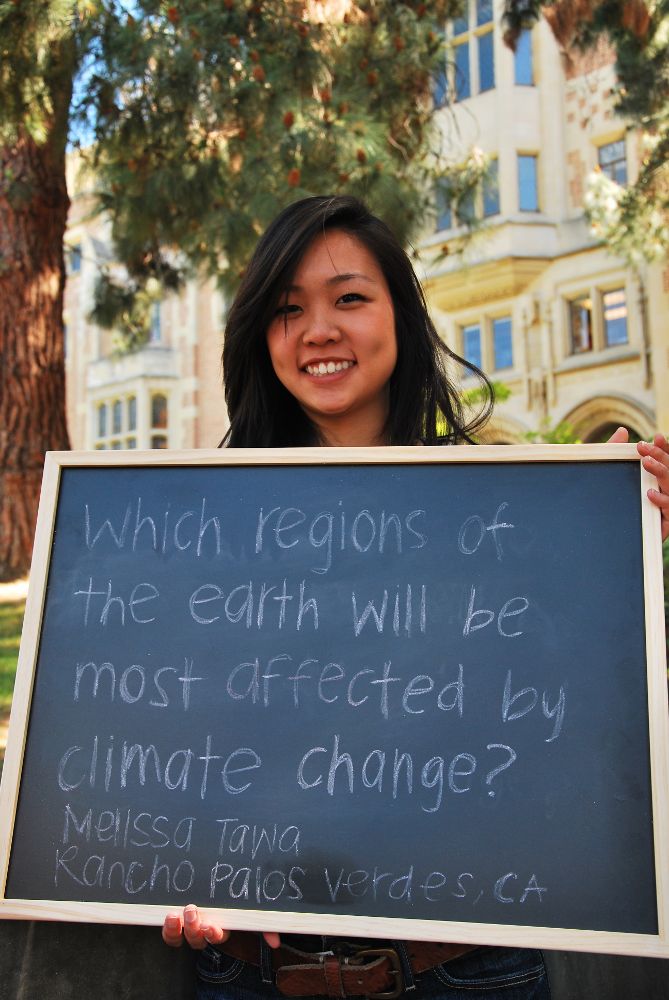 Which regions of
the earth will be
most affected by
climate change?
Melissa Tawa
Rancho Palos Verdes, CA